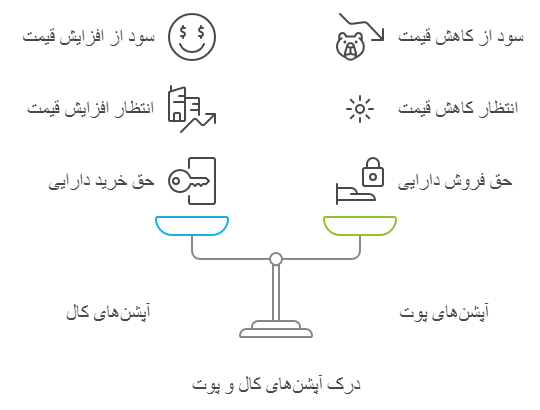 سود از کاهش قیمت
سود از افزایش قیمت
انتظار کاهش قیمت
انتظار افزایش قیمت
حق فروش دارایی
حق خرید دارایی
آپشن‌های پوت
آپشن‌های کال
درک آپشن‌های کال و پوت